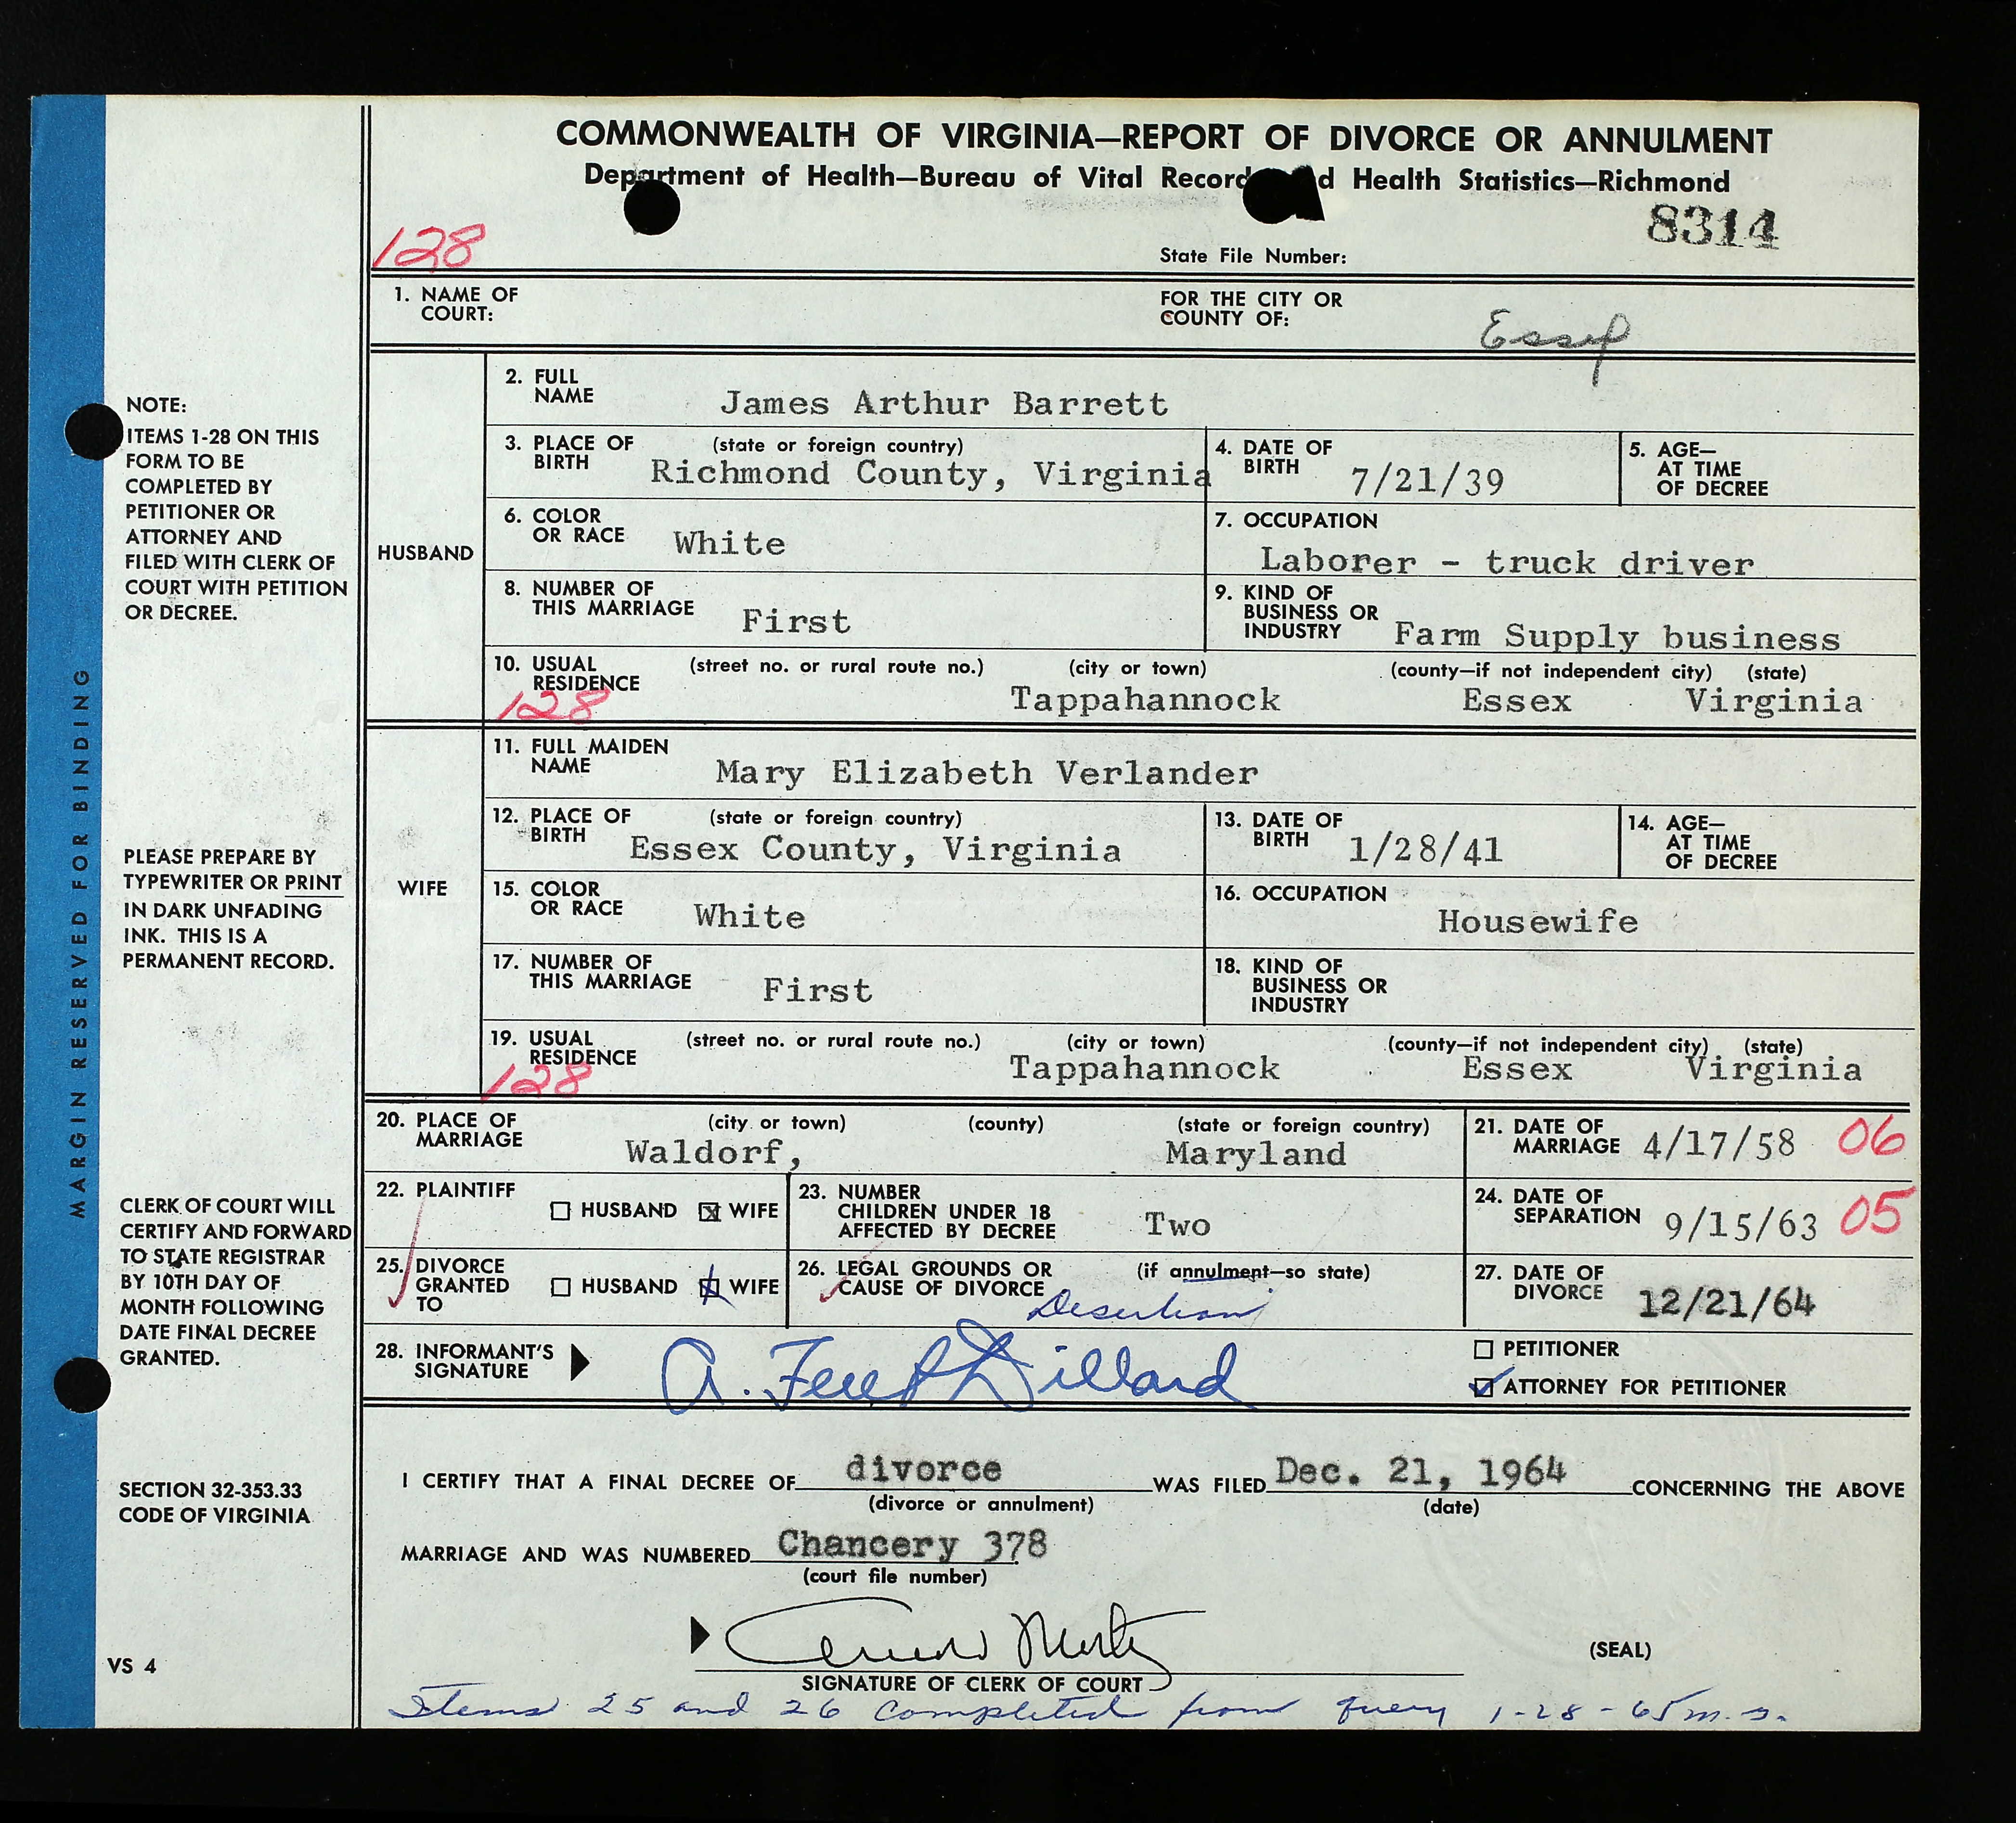 COMMONWEALTH OF VIRGINIA—REPORT OF DIVORCE OR ANNULMENT
Department of Health—Bureau of Vital Record d Health Statistics—Richmond
8314
128
State File Number:
1. NAME OF COURT:
FOR THE CITY OR COUNTY OF: Essex
HUSBAND
2. FULL NAME James Arthur Barrett
3. PLACE OF BIRTH (state or foreign country) Richmond County, Virginia
4. DATE OF BIRTH 7/21/39
5. AGE—AT TIME OF DECREE
6. COLOR OR RACE White
7. OCCUPATION Laborer - truck driver
8. NUMBER OF THIS MARRIAGE First
9. KIND OF BUSINESS OR INDUSTRY Farm Supply business
10. USUAL RESIDENCE (street no. or rural route no.) (city or town) (county—if not independent city) (state)
128 Tappahannock Essex Virginia
WIFE
11. FULL MAIDEN NAME Mary Elizabeth Verlander
12. PLACE OF BIRTH (state or foreign country) Essex County, Virginia
13. DATE OF BIRTH 1/28/41
14. AGE—AT TIME OF DECREE
15. COLOR OR RACE White
16. OCCUPATION Housewife
17. NUMBER OF THIS MARRIAGE First
18. KIND OF BUSINESS OR INDUSTRY
19. USUAL RESIDENCE (street no. or rural route no.) (city or town) (county—if not independent city) (state)
128 Tappahannock Essex Virginia
20. PLACE OF MARRIAGE (city or town) (county) (state or foreign country)
Waldorf, Maryland
21. DATE OF MARRIAGE 4/17/58 06
22. PLAINTIFF HUSBAND x WIFE
23. NUMBER CHILDREN UNDER 18 AFFECTED BY DECREE Two
24. DATE OF SEPARATION 9/15/63 05
25. DIVORCE GRANTED TO HUSBAND WIFE
26. LEGAL GROUNDS OR CAUSE OF DIVORCE (if annulment—so state) Desertion
27. DATE OF DIVORCE 12/21/64
28. INFORMANT'S SIGNATURE A. Dillard
PETITIONER
ATTORNEY FOR PETITIONER
I CERTIFY THAT A FINAL DECREE OF divorce WAS FILED Dec. 21, 1964 CONCERNING THE ABOVE
(divorce or annulment) (date)
MARRIAGE AND WAS NUMBERED Chancery 378
(court file number)
(SEAL)
SIGNATURE OF CLERK OF COURT
Items 25 and 26 completed from query 1-28-65 m.s.
MARGIN RESERVED FOR BINDING
NOTE:
ITEMS 1-28 ON THIS
FORM TO BE
COMPLETED BY
PETITIONER OR
ATTORNEY AND
FILED WITH CLERK OF
COURT WITH PETITION
OR DECREE.
PLEASE PREPARE BY
TYPEWRITER OR PRINT
IN DARK UNFADING
INK. THIS IS A
PERMANENT RECORD.
CLERK OF COURT WILL
CERTIFY AND FORWARD
TO STATE REGISTRAR
BY 10TH DAY OF
MONTH FOLLOWING
DATE FINAL DECREE
GRANTED.
SECTION 32-353.33
CODE OF VIRGINIA
VS 4